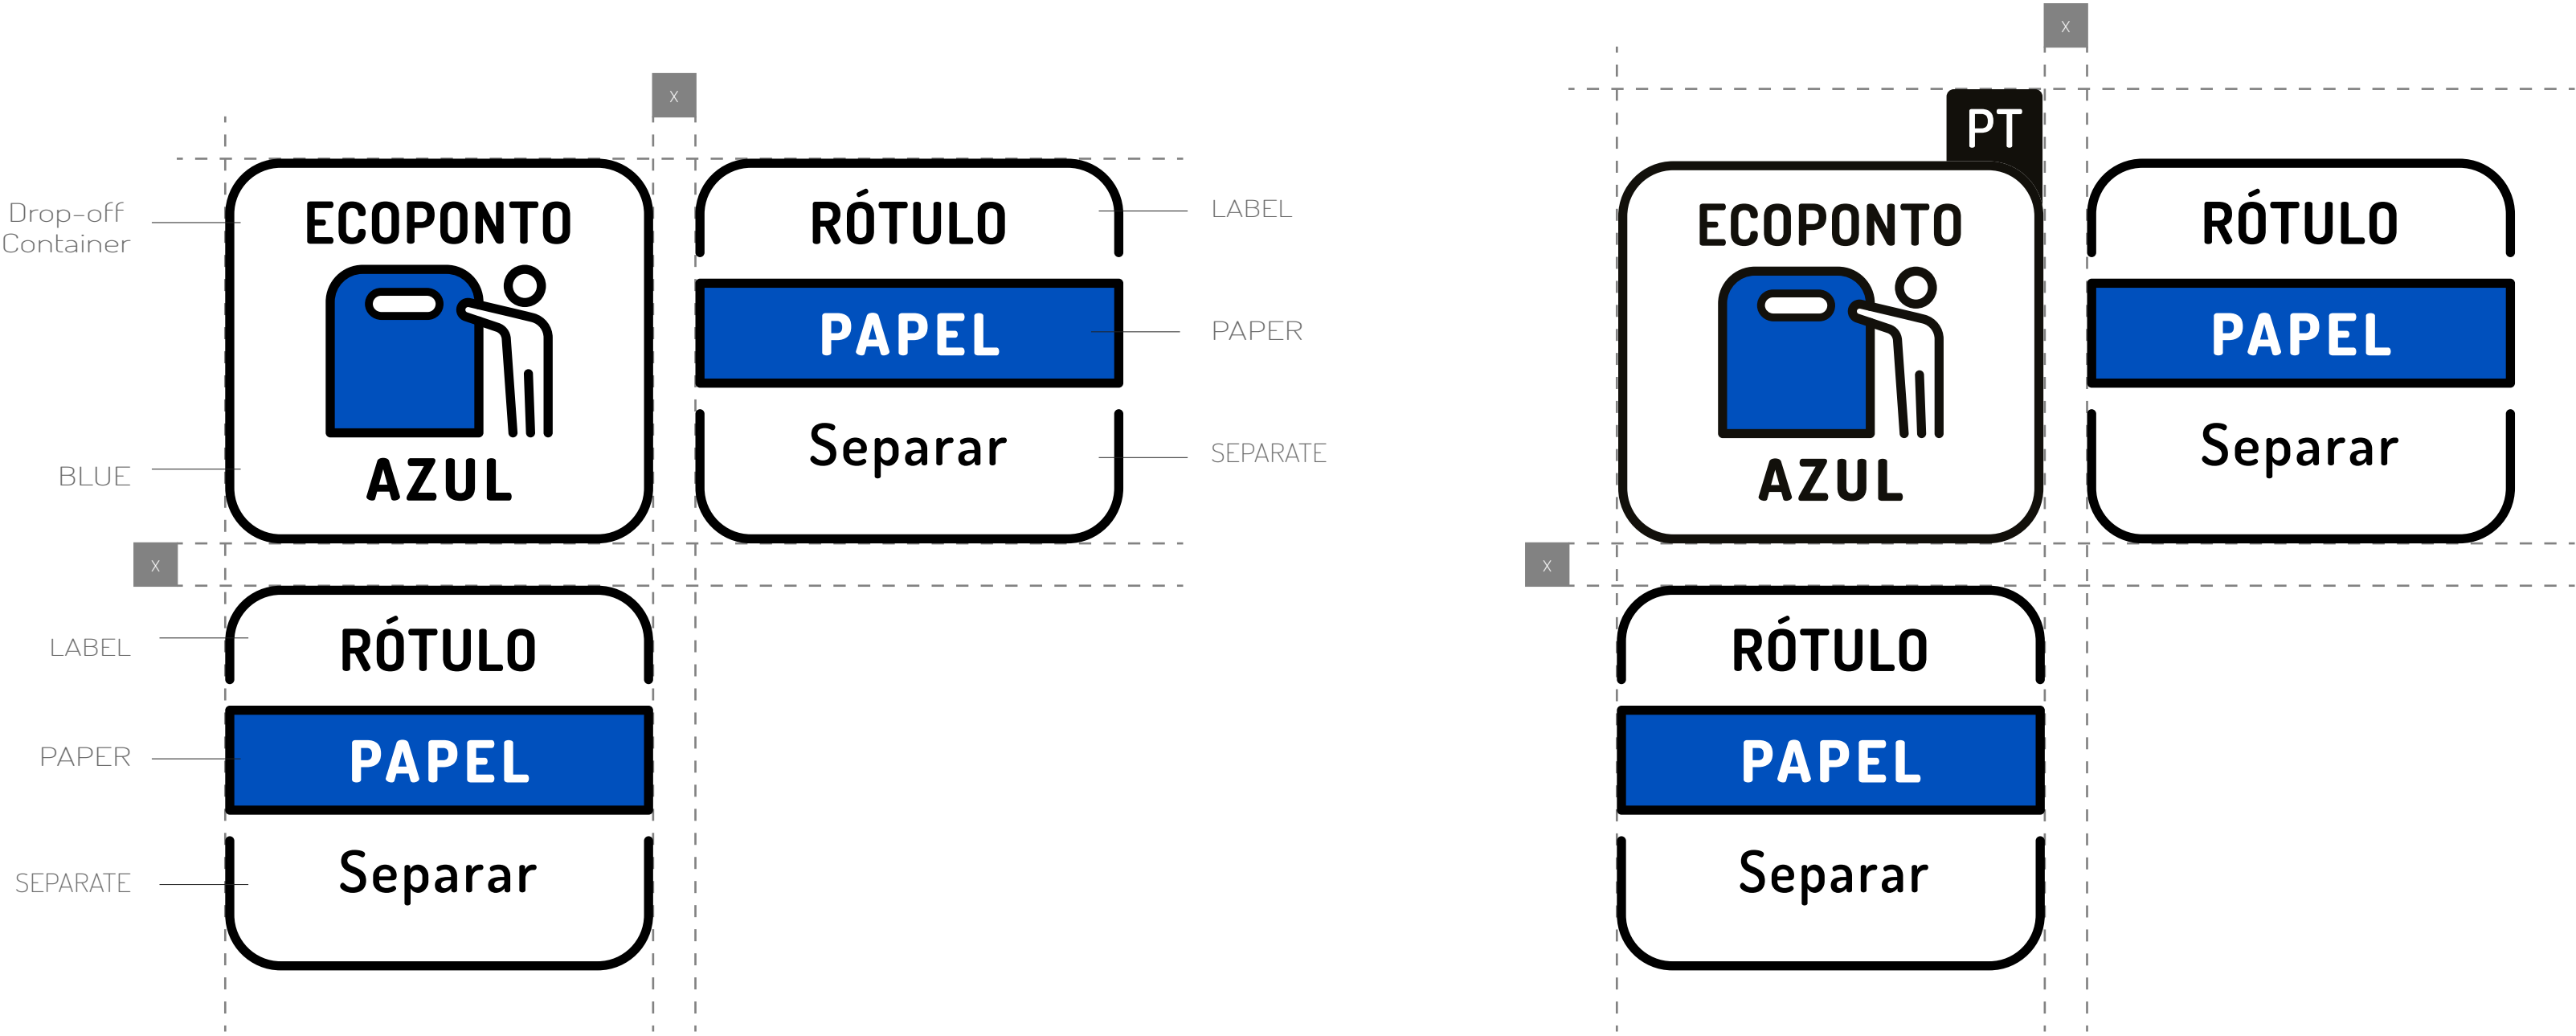 X
Drop-off
Container
BLUE
ECOPONTO
AZUL
RÓTULO
PAPEL
Separar
LABEL
PAPER
SEPARATE
X
LABEL
PAPER
SEPARATE
RÓTULO
PAPEL
Separar
X
PT
ECOPONTO
AZUL
RÓTULO
PAPEL
Separar
X
RÓTULO
PAPEL
Separar